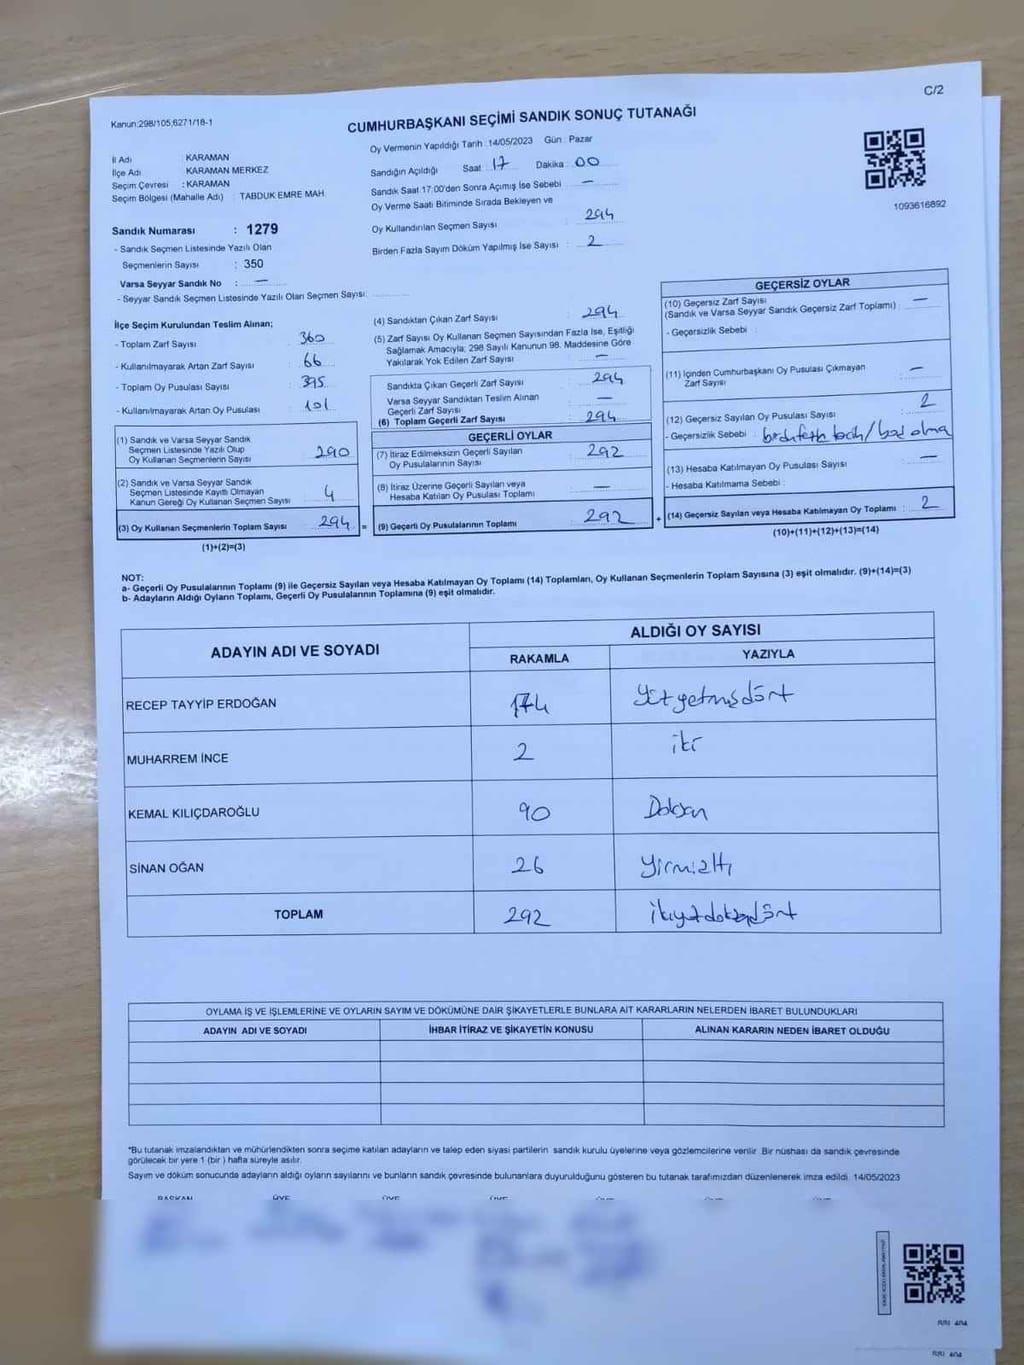 C/2
Kanun:298/105,6271/18-1
CUMHURBAŞKANI SEÇİMİ SANDIK SONUÇ TUTANAĞI
Oy Vermenin Yapıldığı Tarih :14/05/2023 Gün : Pazar
İl Adı : KARAMAN
İlçe Adı : KARAMAN MERKEZ
Seçim Çevresi : KARAMAN
Seçim Bölgesi (Mahalle Adı) : TABDUK EMRE MAH.
Sandığın Açıldığı Saat : 17 Dakika : 00
Sandık Saat 17:00'den Sonra Açımış İse Sebebi : —
Oy Verme Saati Bitiminde Sırada Bekleyen ve
Oy Kullandırılan Seçmen Sayısı : 294
Birden Fazla Sayım Döküm Yapılmış İse Sayısı : 2
1093616892
Sandık Numarası : 1279
- Sandık Seçmen Listesinde Yazılı Olan
Seçmenlerin Sayısı : 350
Varsa Seyyar Sandık No : —
- Seyyar Sandık Seçmen Listesinde Yazılı Olan Seçmen Sayısı:
İlçe Seçim Kurulundan Teslim Alınan;
- Toplam Zarf Sayısı : 360
- Kullanılmayarak Artan Zarf Sayısı : 66
- Toplam Oy Pusulası Sayısı : 395
- Kullanılmayarak Artan Oy Pusulası : 101
(1) Sandık ve Varsa Seyyar Sandık
Seçmen Listesinde Yazılı Olup
Oy Kullanan Seçmenlerin Sayısı : 290
(2) Sandık ve Varsa Seyyar Sandık
Seçmen Listesinde Kayıtlı Olmayan
Kanun Gereği Oy Kullanan Seçmen Sayısı : 4
(3) Oy Kullanan Seçmenlerin Toplam Sayısı : 294 =
(1)+(2)=(3)
(4) Sandıktan Çıkan Zarf Sayısı : 294
(5) Zarf Sayısı Oy Kullanan Seçmen Sayısından Fazla İse, Eşitliği
Sağlamak Amacıyla; 298 Sayılı Kanunun 98. Maddesine Göre
Yakılarak Yok Edilen Zarf Sayısı : —
Sandıkta Çıkan Geçerli Zarf Sayısı : 294
Varsa Seyyar Sandıktan Teslim Alınan
Geçerli Zarf Sayısı : —
(6) Toplam Geçerli Zarf Sayısı : 294
GEÇERLİ OYLAR
(7) İtiraz Edilmeksizin Geçerli Sayılan
Oy Pusulalarının Sayısı : 292
(8) İtiraz Üzerine Geçerli Sayılan veya
Hesaba Katılan Oy Pusulası Toplamı : —
(9) Geçerli Oy Pusulalarının Toplamı : 292 +
GEÇERSİZ OYLAR
(10) Geçersiz Zarf Sayısı
(Sandık ve Varsa Seyyar Sandık Geçersiz Zarf Toplamı) : —
- Geçersizlik Sebebi :
(11) İçinden Cumhurbaşkanı Oy Pusulası Çıkmayan
Zarf Sayısı : —
(12) Geçersiz Sayılan Oy Pusulası Sayısı : 2
- Geçersizlik Sebebi :
(13) Hesaba Katılmayan Oy Pusulası Sayısı : —
- Hesaba Katılmama Sebebi :
(14) Geçersiz Sayılan veya Hesaba Katılmayan Oy Toplamı : 2
(10)+(11)+(12)+(13)=(14)
NOT:
a- Geçerli Oy Pusulalarının Toplamı (9) ile Geçersiz Sayılan veya Hesaba Katılmayan Oy Toplamı (14) Toplamları, Oy Kullanan Seçmenlerin Toplam Sayısına (3) eşit olmalıdır. (9)+(14)=(3)
b- Adayların Aldığı Oyların Toplamı, Geçerli Oy Pusulalarının Toplamına (9) eşit olmalıdır.
ADAYIN ADI VE SOYADI ALDIĞI OY SAYISI
RAKAMLA YAZIYLA
RECEP TAYYİP ERDOĞAN 174 Yüzyetmişdört
MUHARREM İNCE 2 iki
KEMAL KILIÇDAROĞLU 90 Doksan
SİNAN OĞAN 26 Yirmialtı
TOPLAM 292 ikiyüzdoksandört
OYLAMA İŞ VE İŞLEMLERİNE VE OYLARIN SAYIM VE DÖKÜMÜNE DAİR ŞİKAYETLERLE BUNLARA AİT KARARLARIN NELERDEN İBARET BULUNDUKLARI
ADAYIN ADI VE SOYADI İHBAR İTİRAZ VE ŞİKAYETİN KONUSU ALINAN KARARIN NEDEN İBARET OLDUĞU
*Bu tutanak imzalandıktan ve mühürlendikten sonra seçime katılan adayların ve talep eden siyasi partilerin sandık kurulu üyelerine veya gözlemcilerine verilir. Bir nüshası da sandık çevresinde
görülecek bir yere 1 (bir ) hafta süreyle asılır.
Sayım ve döküm sonucunda adayların aldığı oyların sayılarını ve bunların sandık çevresinde bulunanlara duyurulduğunu gösteren bu tutanak tarafımızdan düzenlenerek imza edildi. 14/05/2023
BAŞKAN ÜYE ÜYE ÜYE